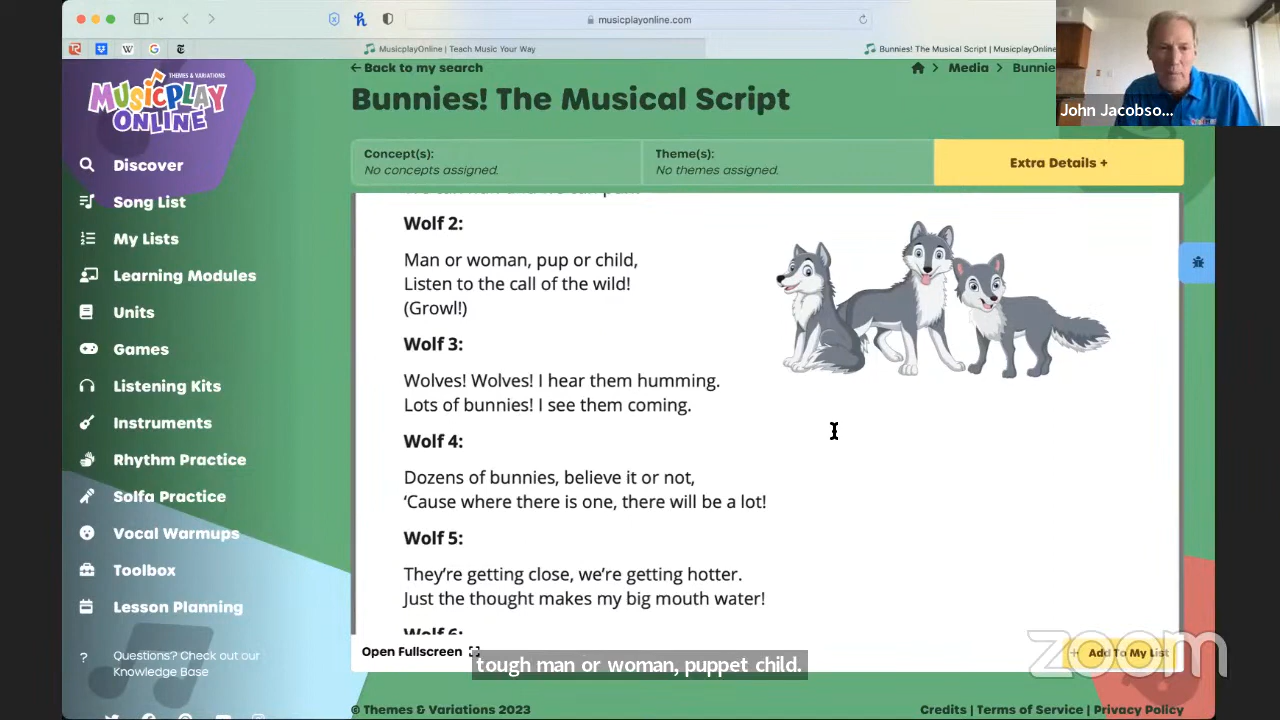 musicplayonline.com
MusicplayOnline | Teach Music Your Way
Bunnies! The Musical Script | MusicplayOnline
THEMES & VARIATIONS
MUSICPLAY
ONLINE
Discover
Song List
My Lists
Learning Modules
Units
Games
Listening Kits
Instruments
Rhythm Practice
Solfa Practice
Vocal Warmups
Toolbox
Lesson Planning
Questions? Check out our
Knowledge Base
Back to my search
Media
Bunnie
Bunnies! The Musical Script
Concept(s):
No concepts assigned.
Theme(s):
No themes assigned.
Extra Details +
Wolf 2:
Man or woman, pup or child,
Listen to the call of the wild!
(Growl!)
Wolf 3:
Wolves! Wolves! I hear them humming.
Lots of bunnies! I see them coming.
Wolf 4:
Dozens of bunnies, believe it or not,
‘Cause where there is one, there will be a lot!
Wolf 5:
They’re getting close, we’re getting hotter.
Just the thought makes my big mouth water!
Wolf 6:
Open Fullscreen
+ Add To My List
tough man or woman, puppet child.
© Themes & Variations 2023
Credits | Terms of Service | Privacy Policy
John Jacobso...
zoom